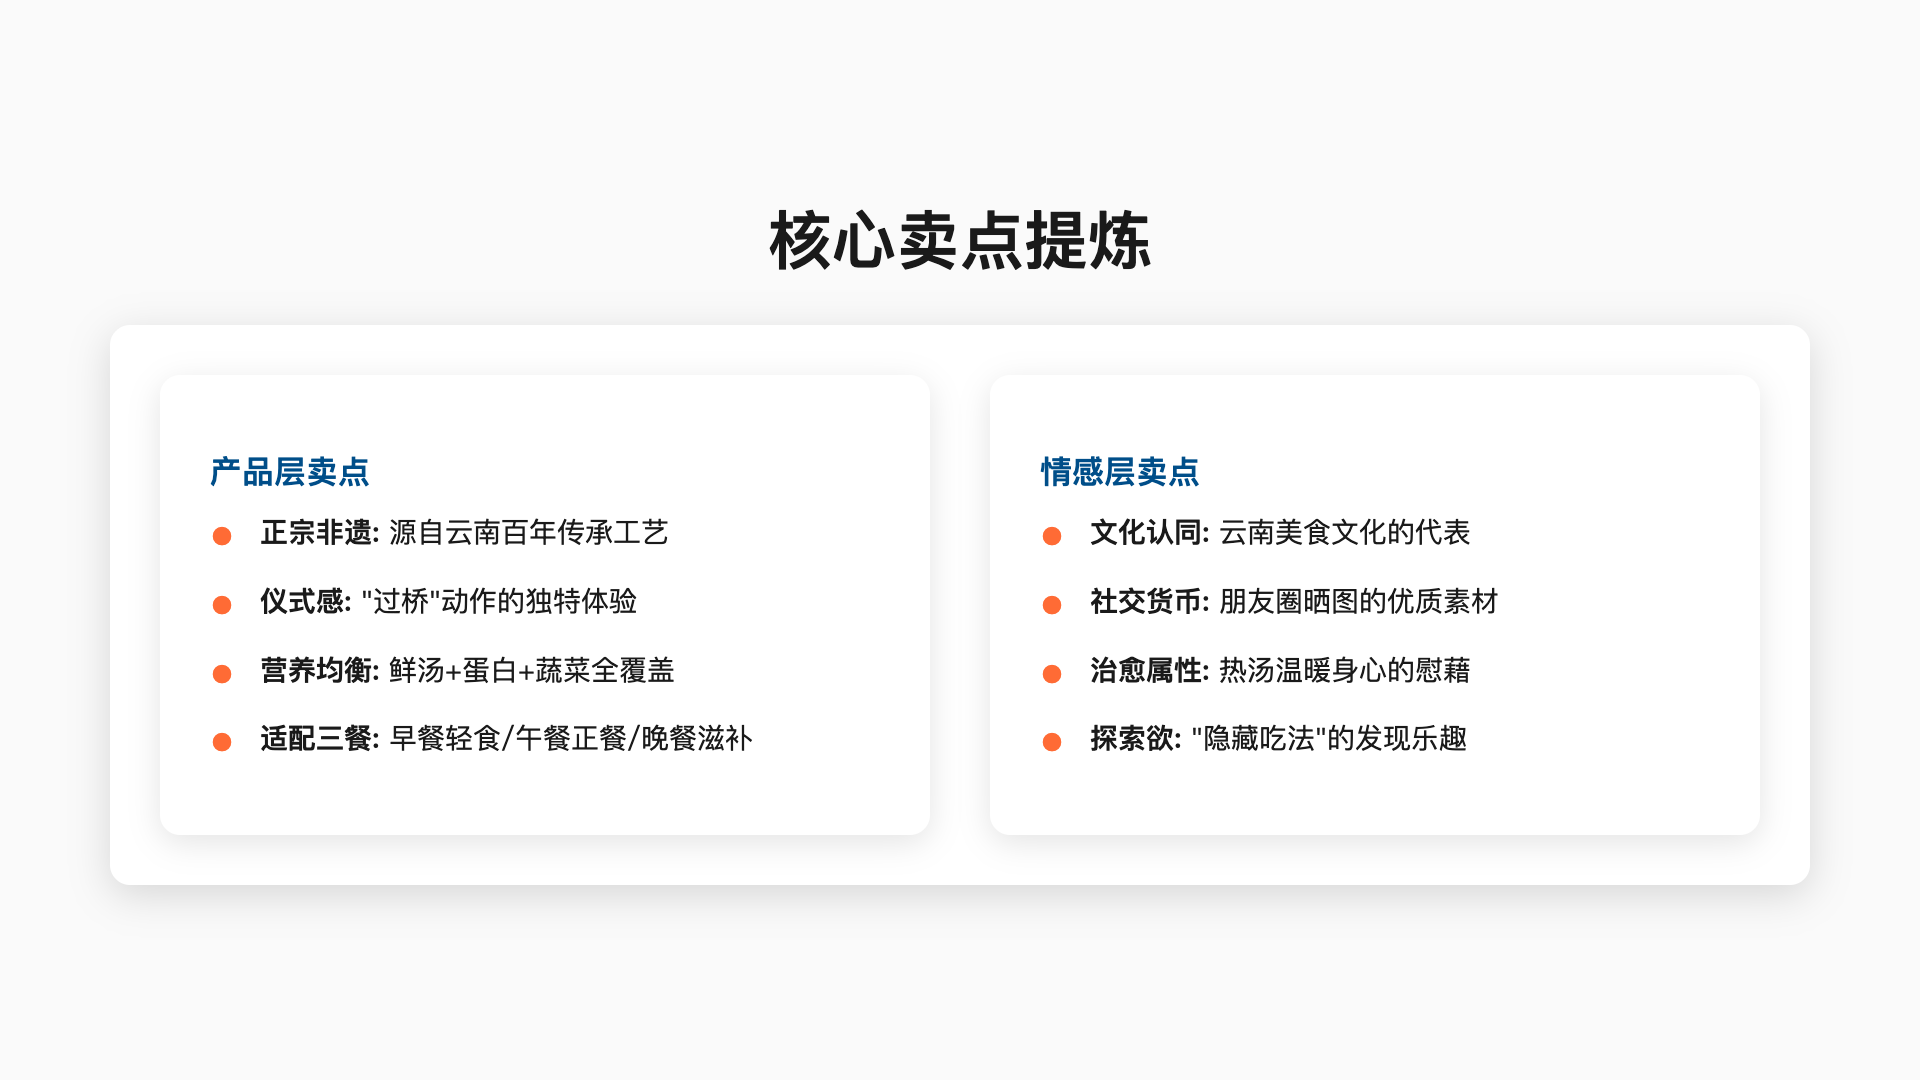 核心卖点提炼
产品层卖点
正宗非遗: 源自云南百年传承工艺
仪式感: "过桥"动作的独特体验
营养均衡: 鲜汤+蛋白+蔬菜全覆盖
适配三餐: 早餐轻食/午餐正餐/晚餐滋补
情感层卖点
文化认同: 云南美食文化的代表
社交货币: 朋友圈晒图的优质素材
治愈属性: 热汤温暖身心的慰藉
探索欲: "隐藏吃法"的发现乐趣